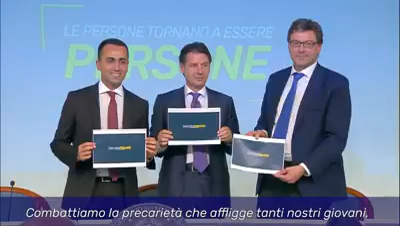 LE PERSONE TORNANO A ESSERE
PERSONE
Combattiamo la precarietà che affligge tanti nostri giovani,